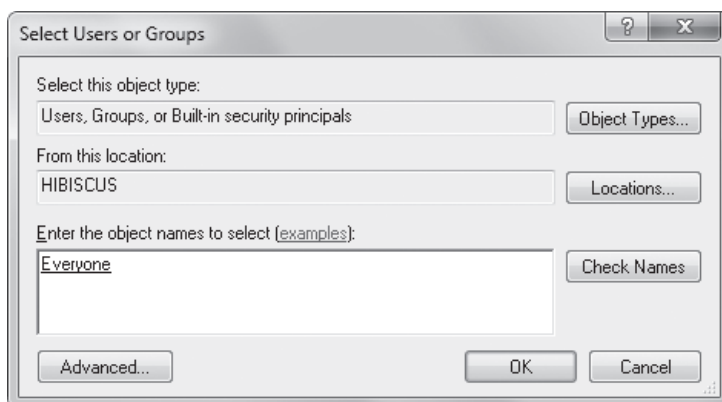 Select Users or Groups
?
X
Select this object type:
Users, Groups, or Built-in security principals
Object Types...
From this location:
HIBISCUS
Locations...
Enter the object names to select (examples):
Everyone
Check Names
Advanced...
OK
Cancel